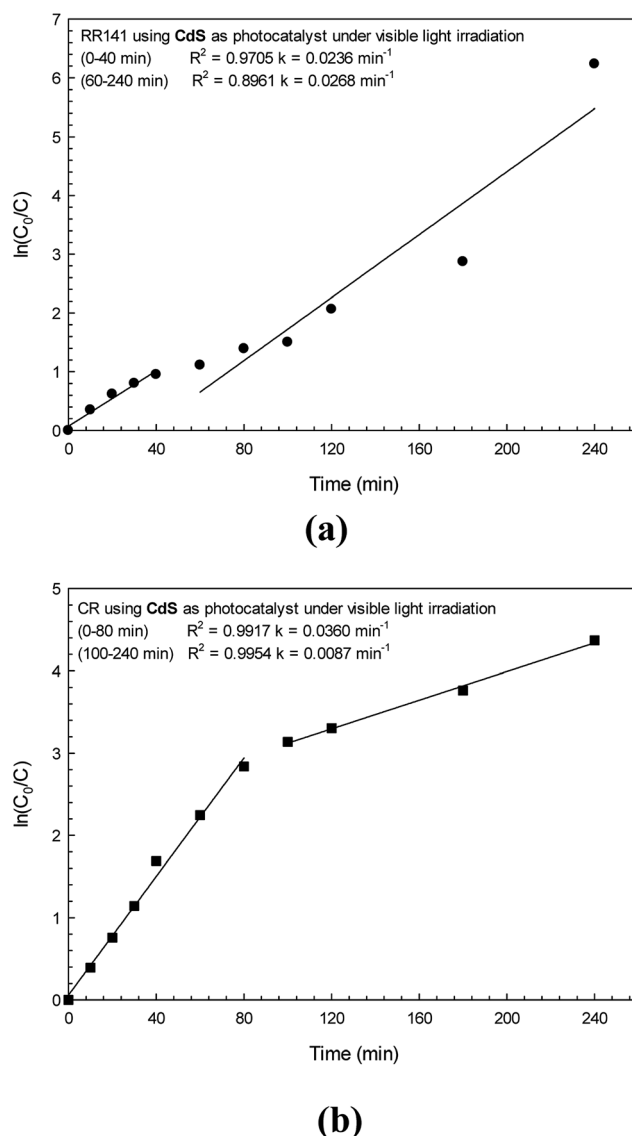 7
RR141 using CdS as photocatalyst under visible light irradiation
(0-40 min) R² = 0.9705 k = 0.0236 min⁻¹
(60-240 min) R² = 0.8961 k = 0.0268 min⁻¹
6
5
4
3
2
1
0
ln(C₀/C)
0 40 80 120 160 200 240
Time (min)
(a)
5
CR using CdS as photocatalyst under visible light irradiation
(0-80 min) R² = 0.9917 k = 0.0360 min⁻¹
(100-240 min) R² = 0.9954 k = 0.0087 min⁻¹
4
3
2
1
0
ln(C₀/C)
0 40 80 120 160 200 240
Time (min)
(b)